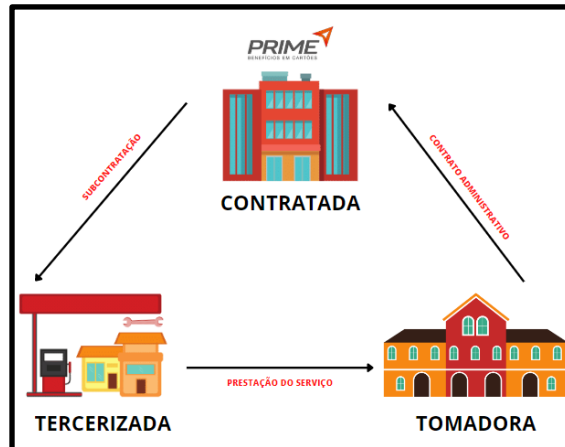 PRIME
BENEFÍCIOS EM CARTÕES
CONTRATADA
SUBCONTRATAÇÃO
CONTRATO ADMINISTRATIVO
PRESTAÇÃO DO SERVIÇO
TERCERIZADA
TOMADORA